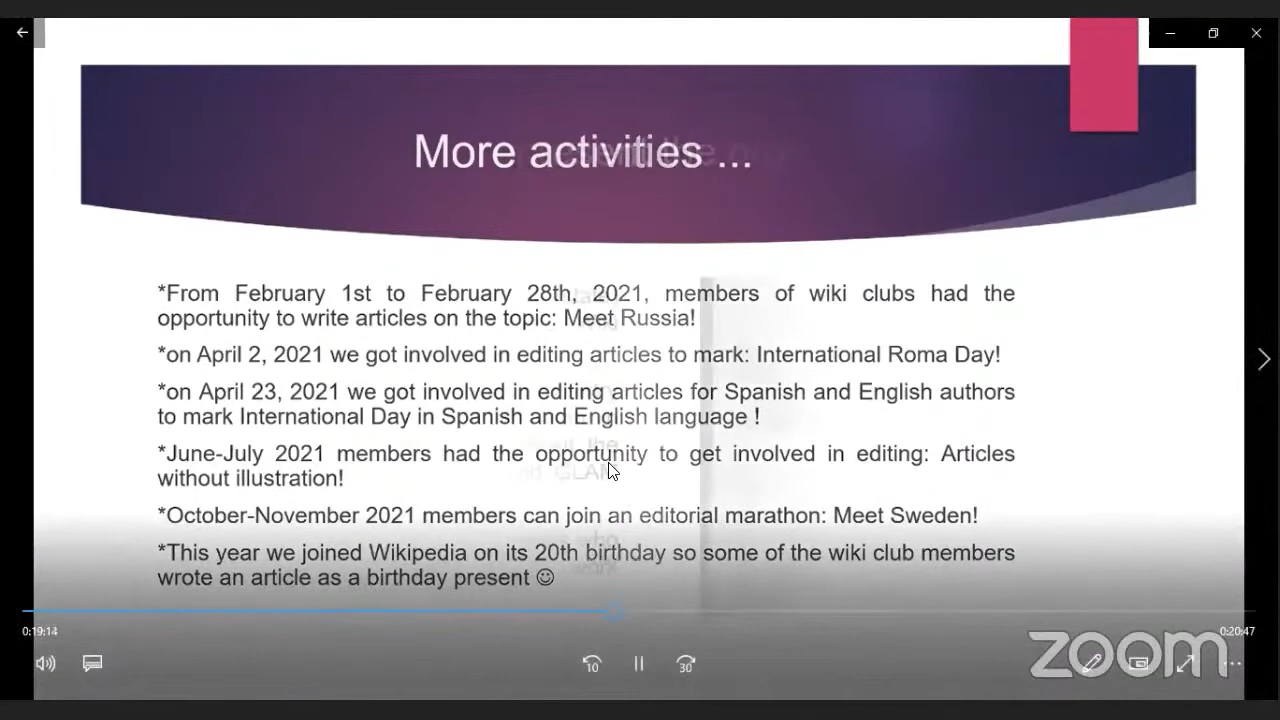 More activities ...
*From February 1st to February 28th, 2021, members of wiki clubs had the
opportunity to write articles on the topic: Meet Russia!
*on April 2, 2021 we got involved in editing articles to mark: International Roma Day!
*on April 23, 2021 we got involved in editing articles for Spanish and English authors
to mark International Day in Spanish and English language !
*June-July 2021 members had the opportunity to get involved in editing: Articles
without illustration!
*October-November 2021 members can join an editorial marathon: Meet Sweden!
*This year we joined Wikipedia on its 20th birthday so some of the wiki club members
wrote an article as a birthday present ☺
0:19:14
0:20:47
10
30
zoom